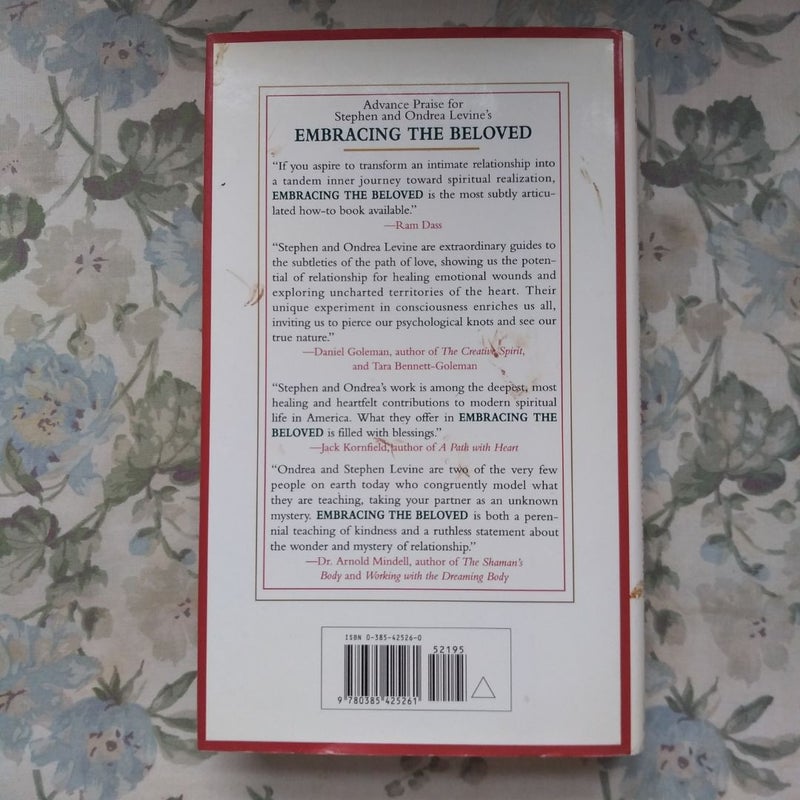 Advance Praise for
Stephen and Ondrea Levine's
EMBRACING THE BELOVED
"If you aspire to transform an intimate relationship into
a tandem inner journey toward spiritual realization,
EMBRACING THE BELOVED is the most subtly articu-
lated how-to book available."
—Ram Dass
"Stephen and Ondrea Levine are extraordinary guides to
the subtleties of the path of love, showing us the poten-
tial of relationship for healing emotional wounds and
exploring uncharted territories of the heart. Their
unique experiment in consciousness enriches us all,
inviting us to pierce our psychological knots and see our
true nature."
—Daniel Goleman, author of The Creative Spirit,
and Tara Bennett-Goleman
"Stephen and Ondrea's work is among the deepest, most
healing and heartfelt contributions to modern spiritual
life in America. What they offer in EMBRACING THE
BELOVED is filled with blessings."
—Jack Kornfield, author of A Path with Heart
"Ondrea and Stephen Levine are two of the very few
people on earth today who congruently model what
they are teaching, taking your partner as an unknown
mystery. EMBRACING THE BELOVED is both a peren-
nial teaching of kindness and a ruthless statement about
the wonder and mystery of relationship."
—Dr. Arnold Mindell, author of The Shaman's
Body and Working with the Dreaming Body
ISBN 0-385-42526-0
52195
9 780385 425261